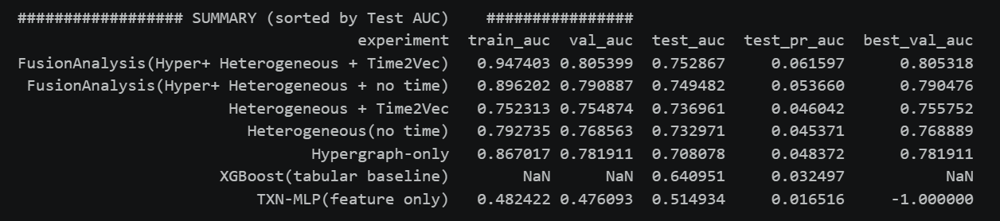 ################## SUMMARY (sorted by Test AUC) ################
experiment train_auc val_auc test_auc test_pr_auc best_val_auc
FusionAnalysis(Hyper+ Heterogeneous + Time2Vec) 0.947403 0.805399 0.752867 0.061597 0.805318
FusionAnalysis(Hyper+ Heterogeneous + no time) 0.896202 0.790887 0.749482 0.053660 0.790476
Heterogeneous + Time2Vec 0.752313 0.754874 0.736961 0.046042 0.755752
Heterogeneous(no time) 0.792735 0.768563 0.732971 0.045371 0.768889
Hypergraph-only 0.867017 0.781911 0.708078 0.048372 0.781911
XGBoost(tabular baseline) NaN NaN 0.640951 0.032497 NaN
TXN-MLP(feature only) 0.482422 0.476093 0.514934 0.016516 -1.000000